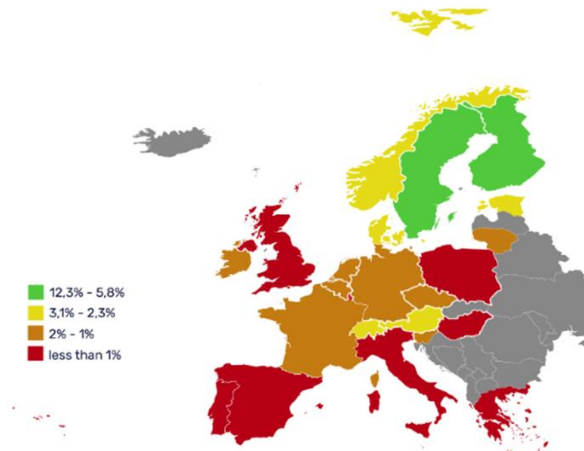 12,3% - 5,8%
3,1% - 2,3%
2% - 1%
less than 1%